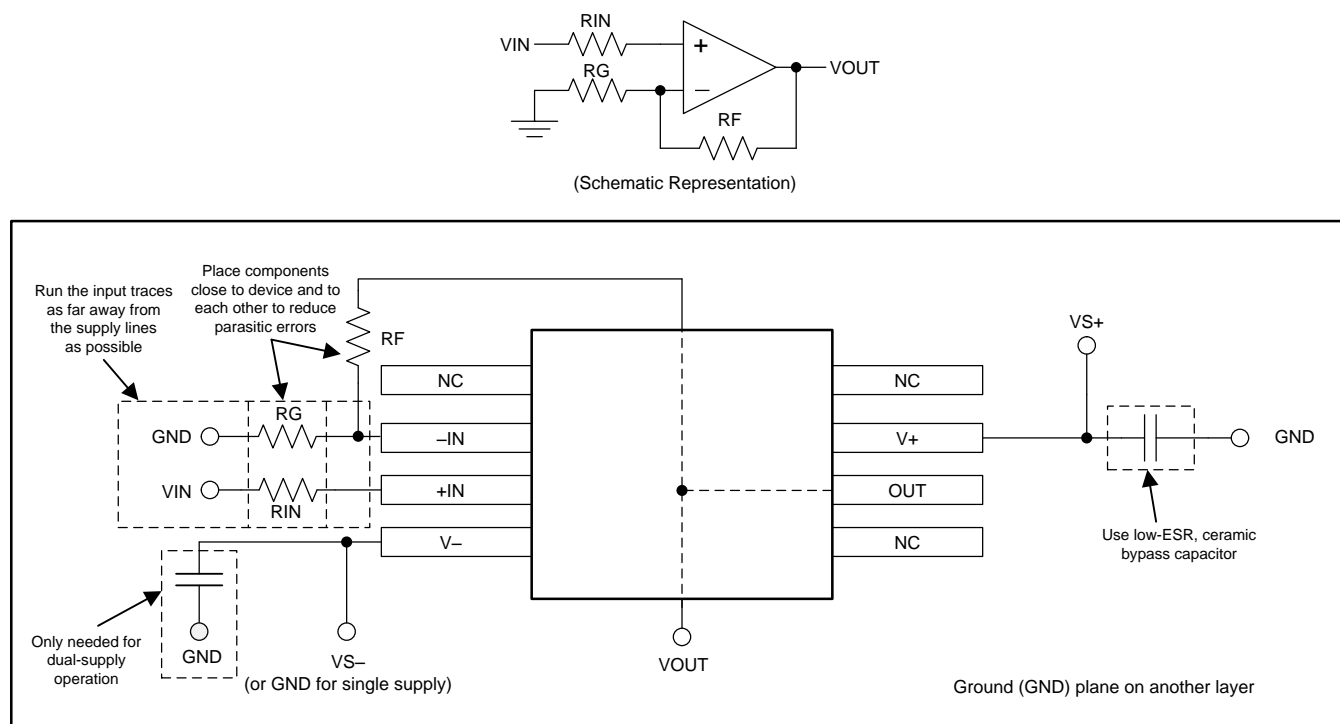 RIN
VIN
+
VOUT
RG
−
RF
(Schematic Representation)
Run the input traces
as far away from
the supply lines
as possible
Place components
close to device and to
each other to reduce
parasitic errors
RF
VS+
NC
NC
RG
GND
–IN
V+
GND
VIN
+IN
OUT
RIN
V–
NC
Use low-ESR, ceramic
bypass capacitor
Only needed for
dual-supply
operation
GND
VS–
(or GND for single supply)
VOUT
Ground (GND) plane on another layer